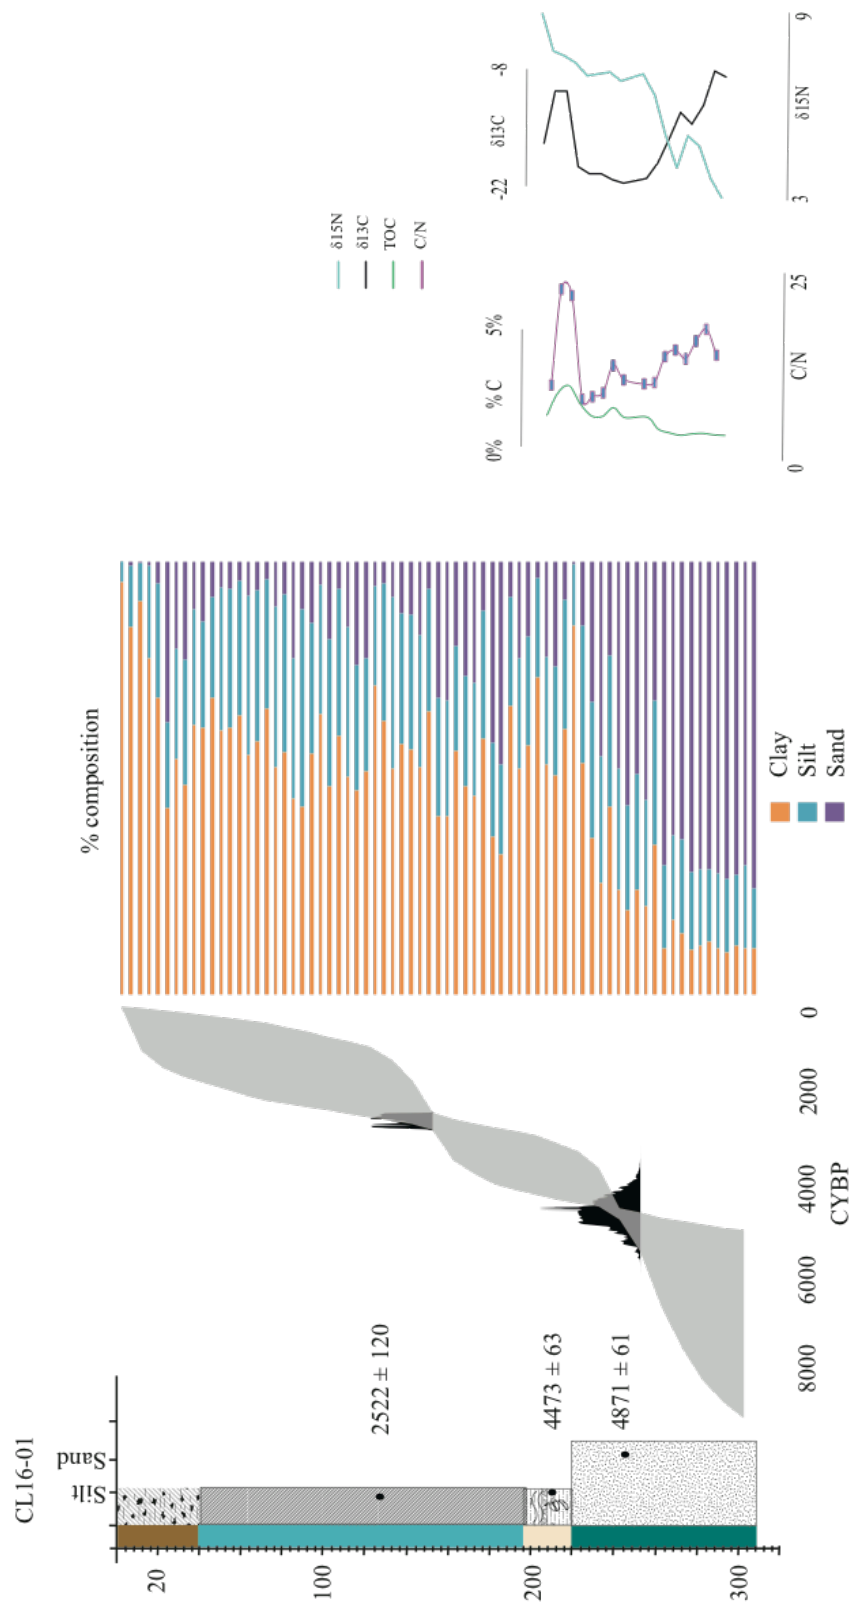 CL16-01
Silt
Sand
20
100
200
300
2522 ± 120
4473 ± 63
4871 ± 61
8000
6000
4000
2000
0
CYBP
% composition
Clay
Silt
Sand
0%
% C
5%
0
C/N
25
δ15N
δ13C
TOC
C/N
-22
δ13C
-8
3
δ15N
9